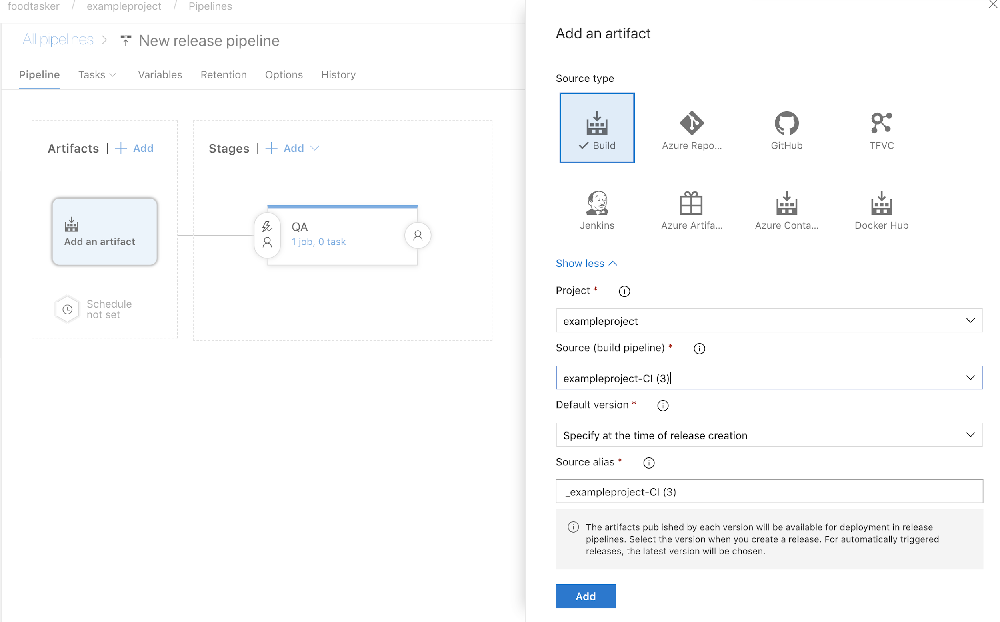 foodtasker / exampleproject / Pipelines
All pipelines > New release pipeline
Pipeline Tasks Variables Retention Options History
Artifacts | + Add
Stages | + Add
Add an artifact
QA
1 job, 0 task
Schedule
not set
Add an artifact
Source type
Build
Azure Repo...
GitHub
TFVC
Jenkins
Azure Artifa...
Azure Conta...
Docker Hub
Show less
Project *
exampleproject
Source (build pipeline) *
exampleproject-CI (3)
Default version *
Specify at the time of release creation
Source alias *
_exampleproject-CI (3)
The artifacts published by each version will be available for deployment in release
pipelines. Select the version when you create a release. For automatically triggered
releases, the latest version will be chosen.
Add